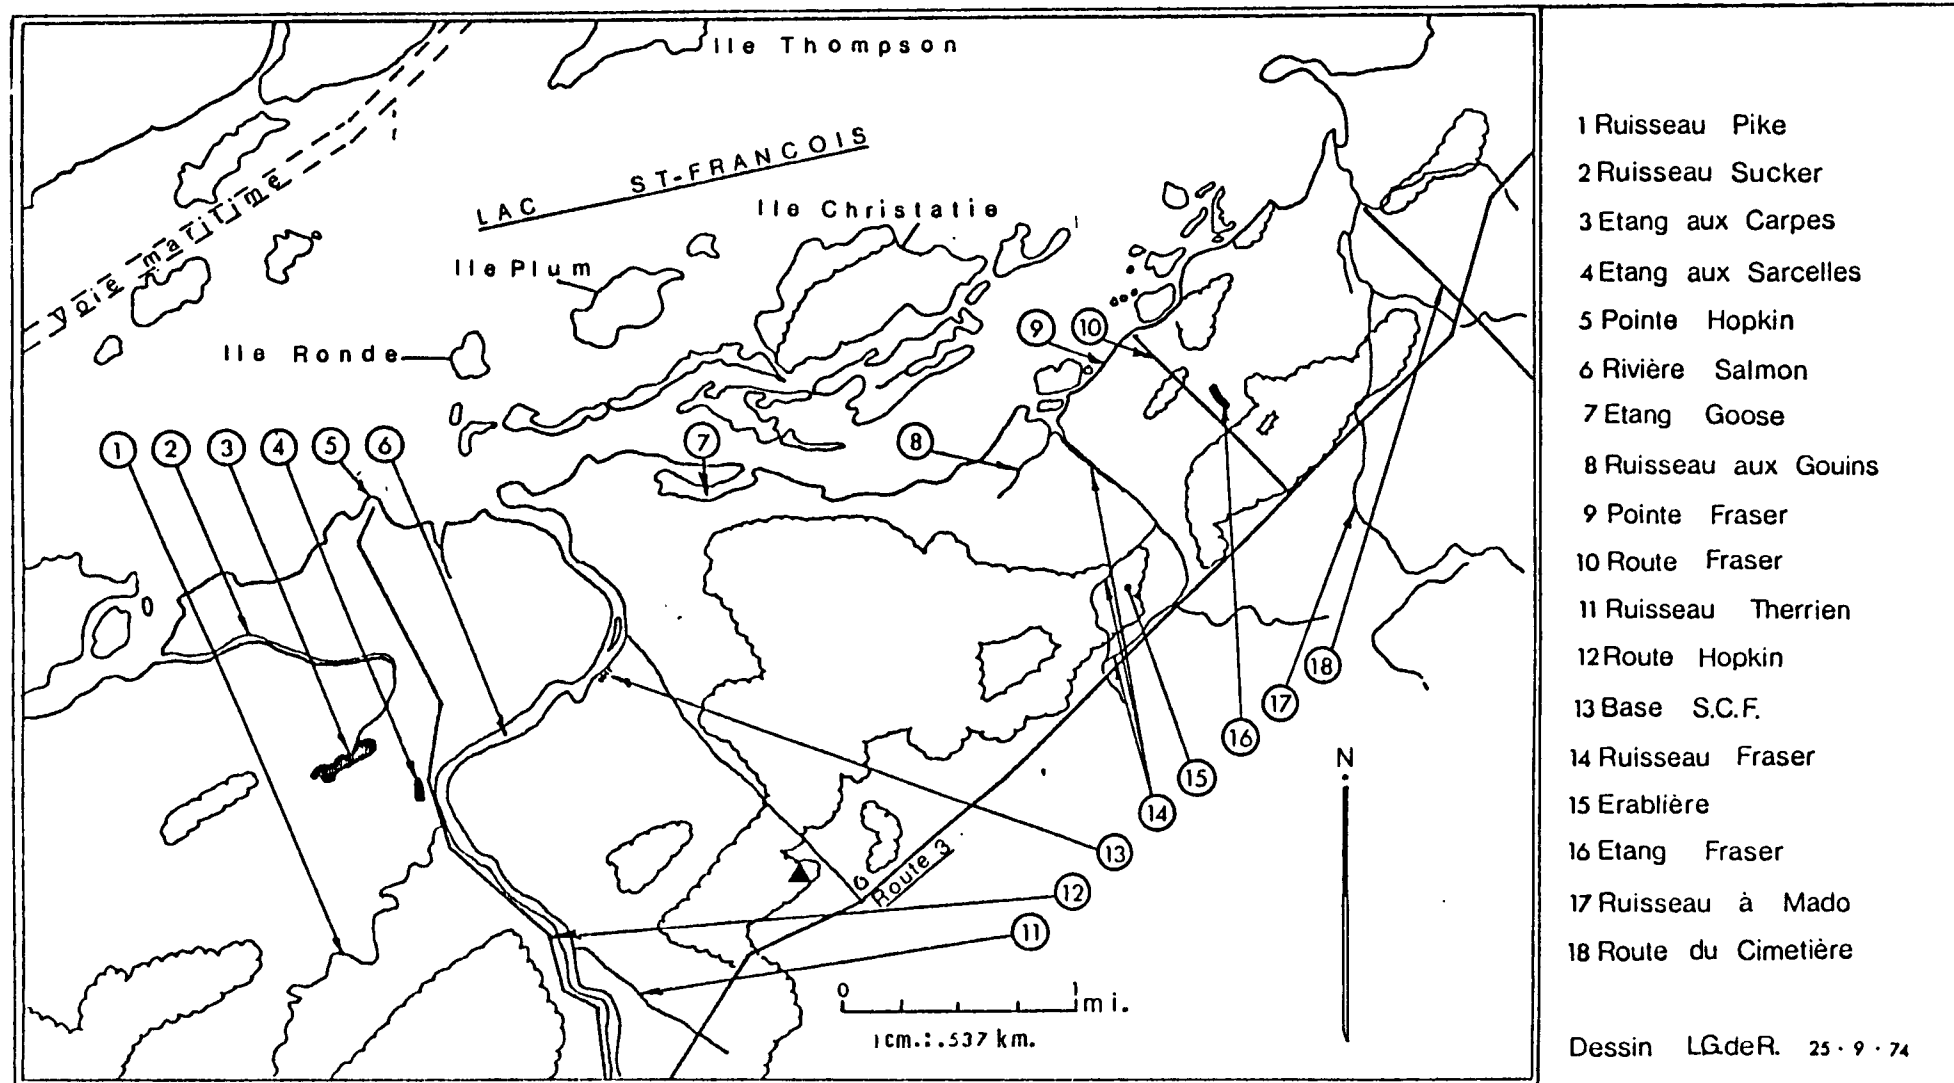 Ile Thompson
LAC ST-FRANCOIS
Voie maritime
Ile Christatie
Ile Plum
Ile Ronde
9
10
1
2
3
4
5
6
7
8
18
17
16
15
14
13
12
11
Route 3
N
0
1
mi.
1cm.:.537 km.
1 Ruisseau Pike
2 Ruisseau Sucker
3 Etang aux Carpes
4 Etang aux Sarcelles
5 Pointe Hopkin
6 Rivière Salmon
7 Etang Goose
8 Ruisseau aux Gouins
9 Pointe Fraser
10 Route Fraser
11 Ruisseau Therrien
12 Route Hopkin
13 Base S.C.F.
14 Ruisseau Fraser
15 Erablière
16 Etang Fraser
17 Ruisseau à Mado
18 Route du Cimetière
Dessin L.G.deR. 25·9·74